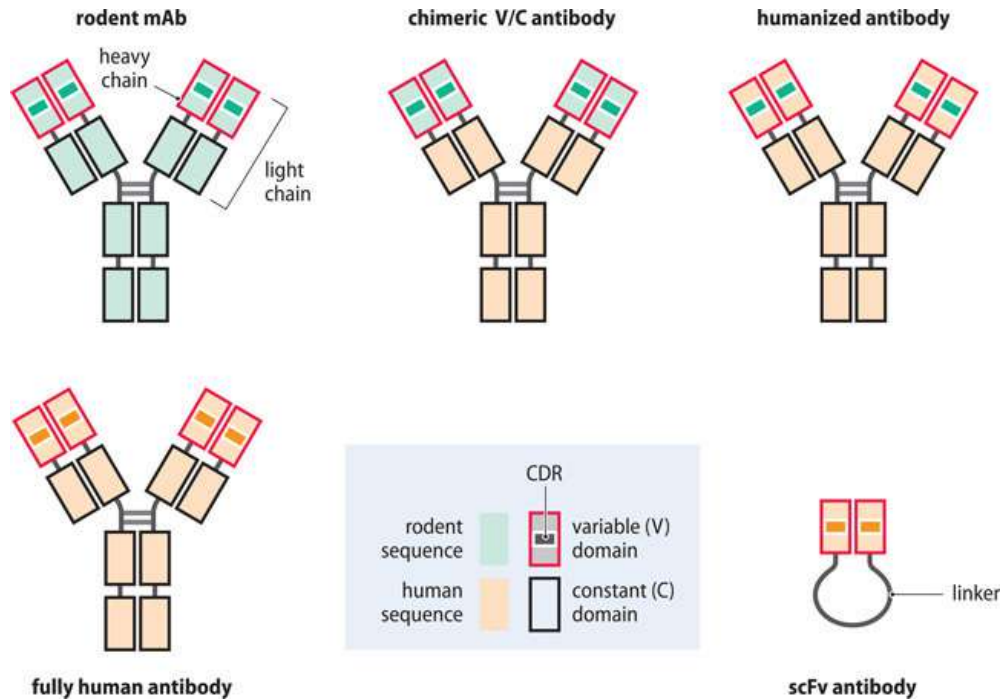 rodent mAb
chimeric V/C antibody
humanized antibody
heavy
chain
light
chain
CDR
rodent
sequence
variable (V)
domain
human
sequence
constant (C)
domain
linker
fully human antibody
scFv antibody